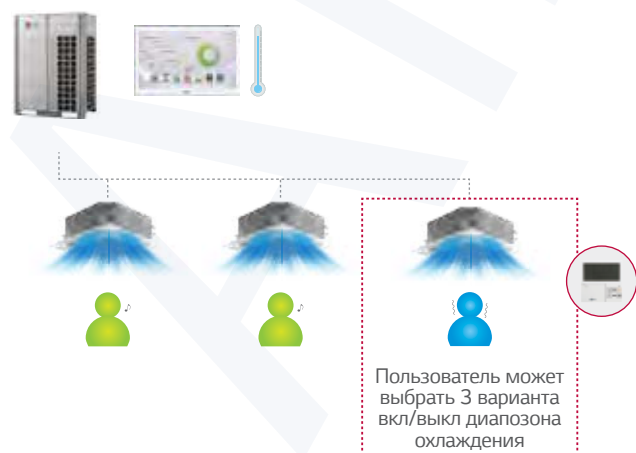 Пользователь может
выбрать 3 варианта
вкл/выкл диапозона
охлаждения